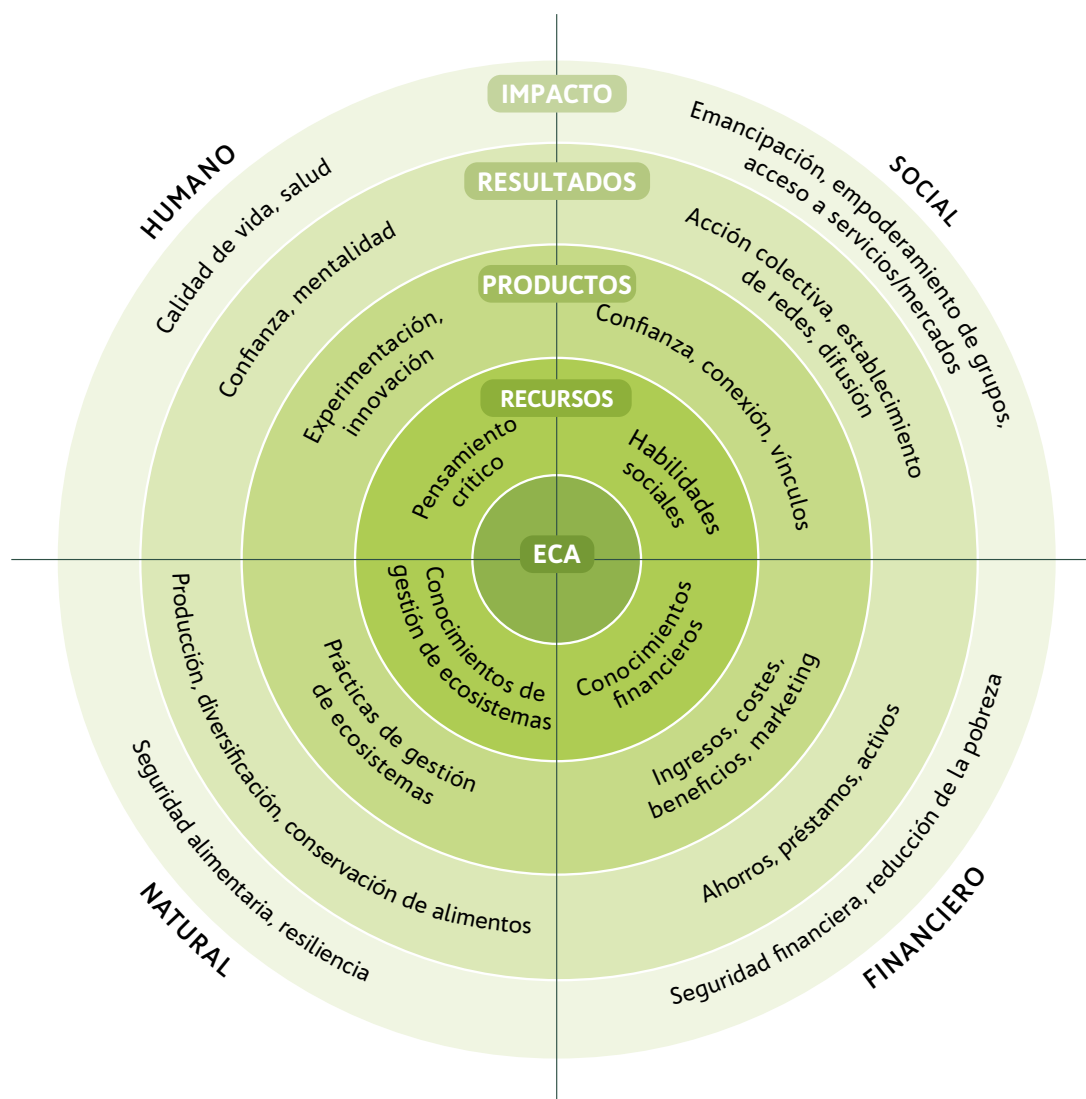 IMPACTO
RESULTADOS
PRODUCTOS
RECURSOS
ECA
HUMANO
Calidad de vida, salud
Confianza, mentalidad
Experimentación,
innovación
Pensamiento
crítico
SOCIAL
Emancipación, empoderamiento de grupos,
acceso a servicios/mercados
Acción colectiva, establecimiento
de redes, difusión
Confianza, conexión, vínculos
Habilidades
sociales
NATURAL
Seguridad alimentaria, resiliencia
Producción, diversificación, conservación de alimentos
Prácticas de gestión
de ecosistemas
Conocimientos de
gestión de ecosistemas
FINANCIERO
Seguridad financiera, reducción de la pobreza
Ahorros, préstamos, activos
Ingresos, costes,
beneficios, marketing
Conocimientos
financieros